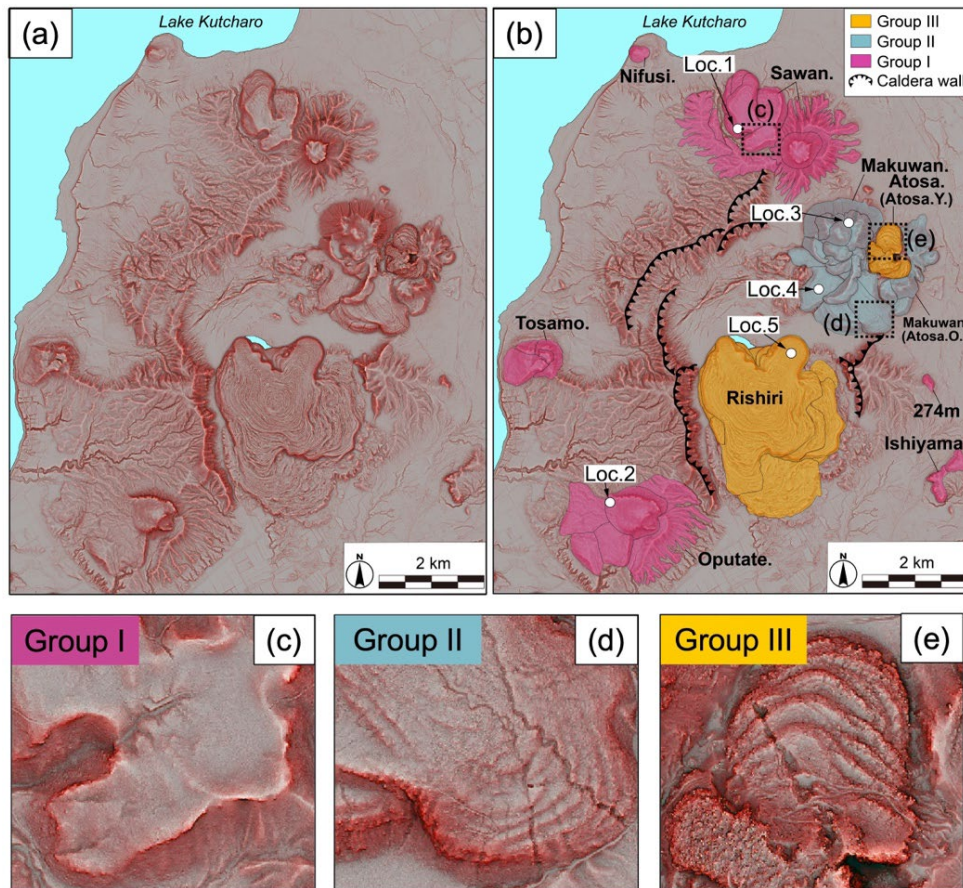 (a)
Lake Kutcharo
N
2 km
(b)
Lake Kutcharo
Group III
Group II
Group I
Caldera wall
Nifusi.
Loc.1
Sawan.
(c)
Makuwan.
Atosa.
(Atosa.Y.)
Loc.3
(e)
Loc.4
Makuwan.
(Atosa.O.)
(d)
Tosamo.
Loc.5
Rishiri
274m
Ishiyama
Loc.2
Oputate.
N
2 km
Group I
(c)
Group II
(d)
Group III
(e)